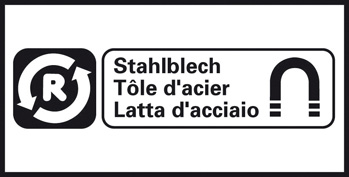 R
Stahlblech
Tôle d'acier
Latta d'acciaio